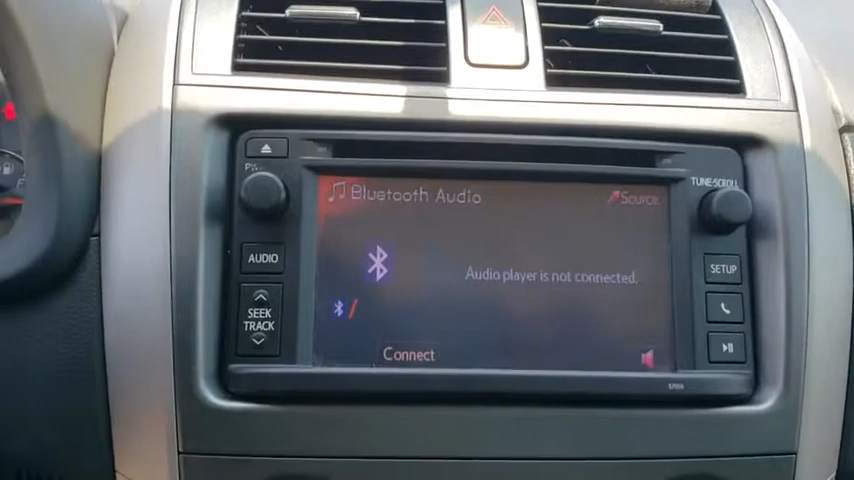 PWR
TUNE•SCROLL
Bluetooth Audio
Source
AUDIO
Audio player is not connected.
SETUP
SEEK
TRACK
Connect